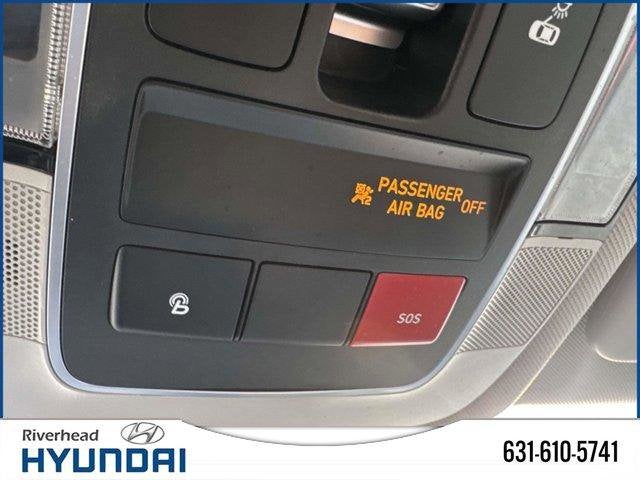 PASSENGER
AIR BAG OFF
SOS
Riverhead
HYUNDAI
631-610-5741